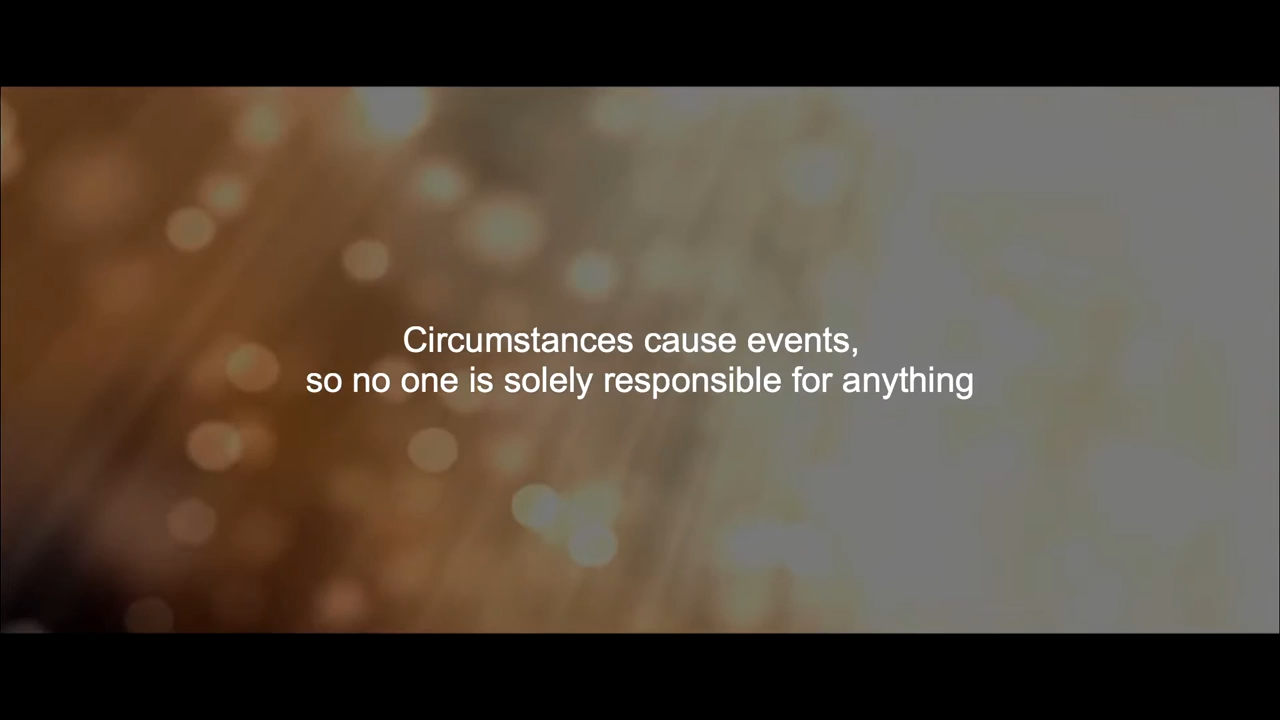 Circumstances cause events,
so no one is solely responsible for anything